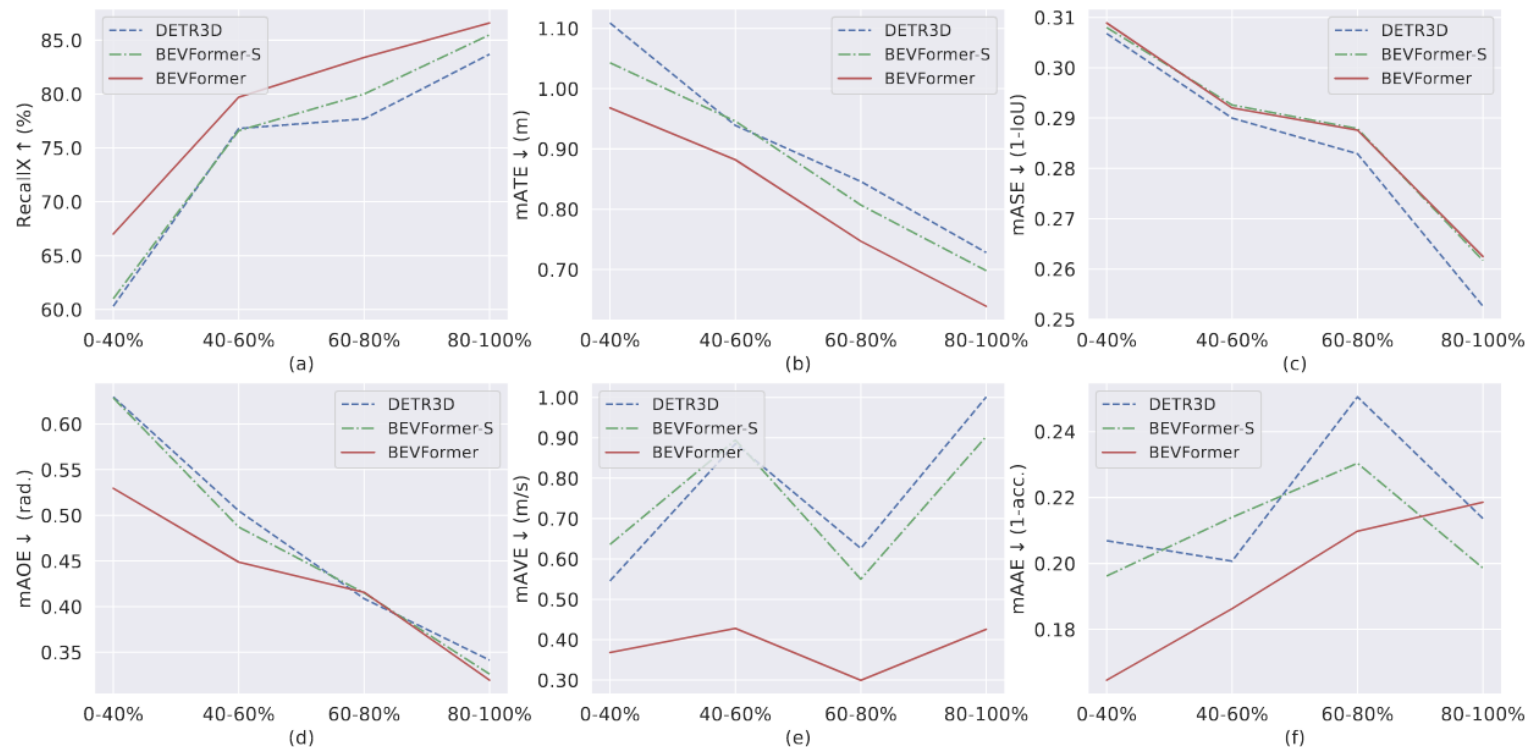 DETR3D
BEVFormer-S
BEVFormer
RecallX ↑ (%)
85.0
80.0
75.0
70.0
65.0
60.0
0-40% 40-60% 60-80% 80-100%
(a)
DETR3D
BEVFormer-S
BEVFormer
mATE ↓ (m)
1.10
1.00
0.90
0.80
0.70
0-40% 40-60% 60-80% 80-100%
(b)
DETR3D
BEVFormer-S
BEVFormer
mASE ↓ (1-IoU)
0.31
0.30
0.29
0.28
0.27
0.26
0.25
0-40% 40-60% 60-80% 80-100%
(c)
DETR3D
BEVFormer-S
BEVFormer
mAOE ↓ (rad.)
0.60
0.55
0.50
0.45
0.40
0.35
0-40% 40-60% 60-80% 80-100%
(d)
DETR3D
BEVFormer-S
BEVFormer
mAVE ↓ (m/s)
1.00
0.90
0.80
0.70
0.60
0.50
0.40
0.30
0-40% 40-60% 60-80% 80-100%
(e)
DETR3D
BEVFormer-S
BEVFormer
mAAE ↓ (1-acc.)
0.24
0.22
0.20
0.18
0-40% 40-60% 60-80% 80-100%
(f)